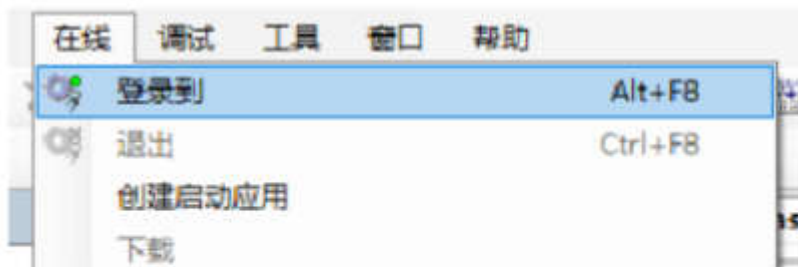 在线 调试 工具 窗口 帮助
登录到 Alt+F8
退出 Ctrl+F8
创建启动应用
下载